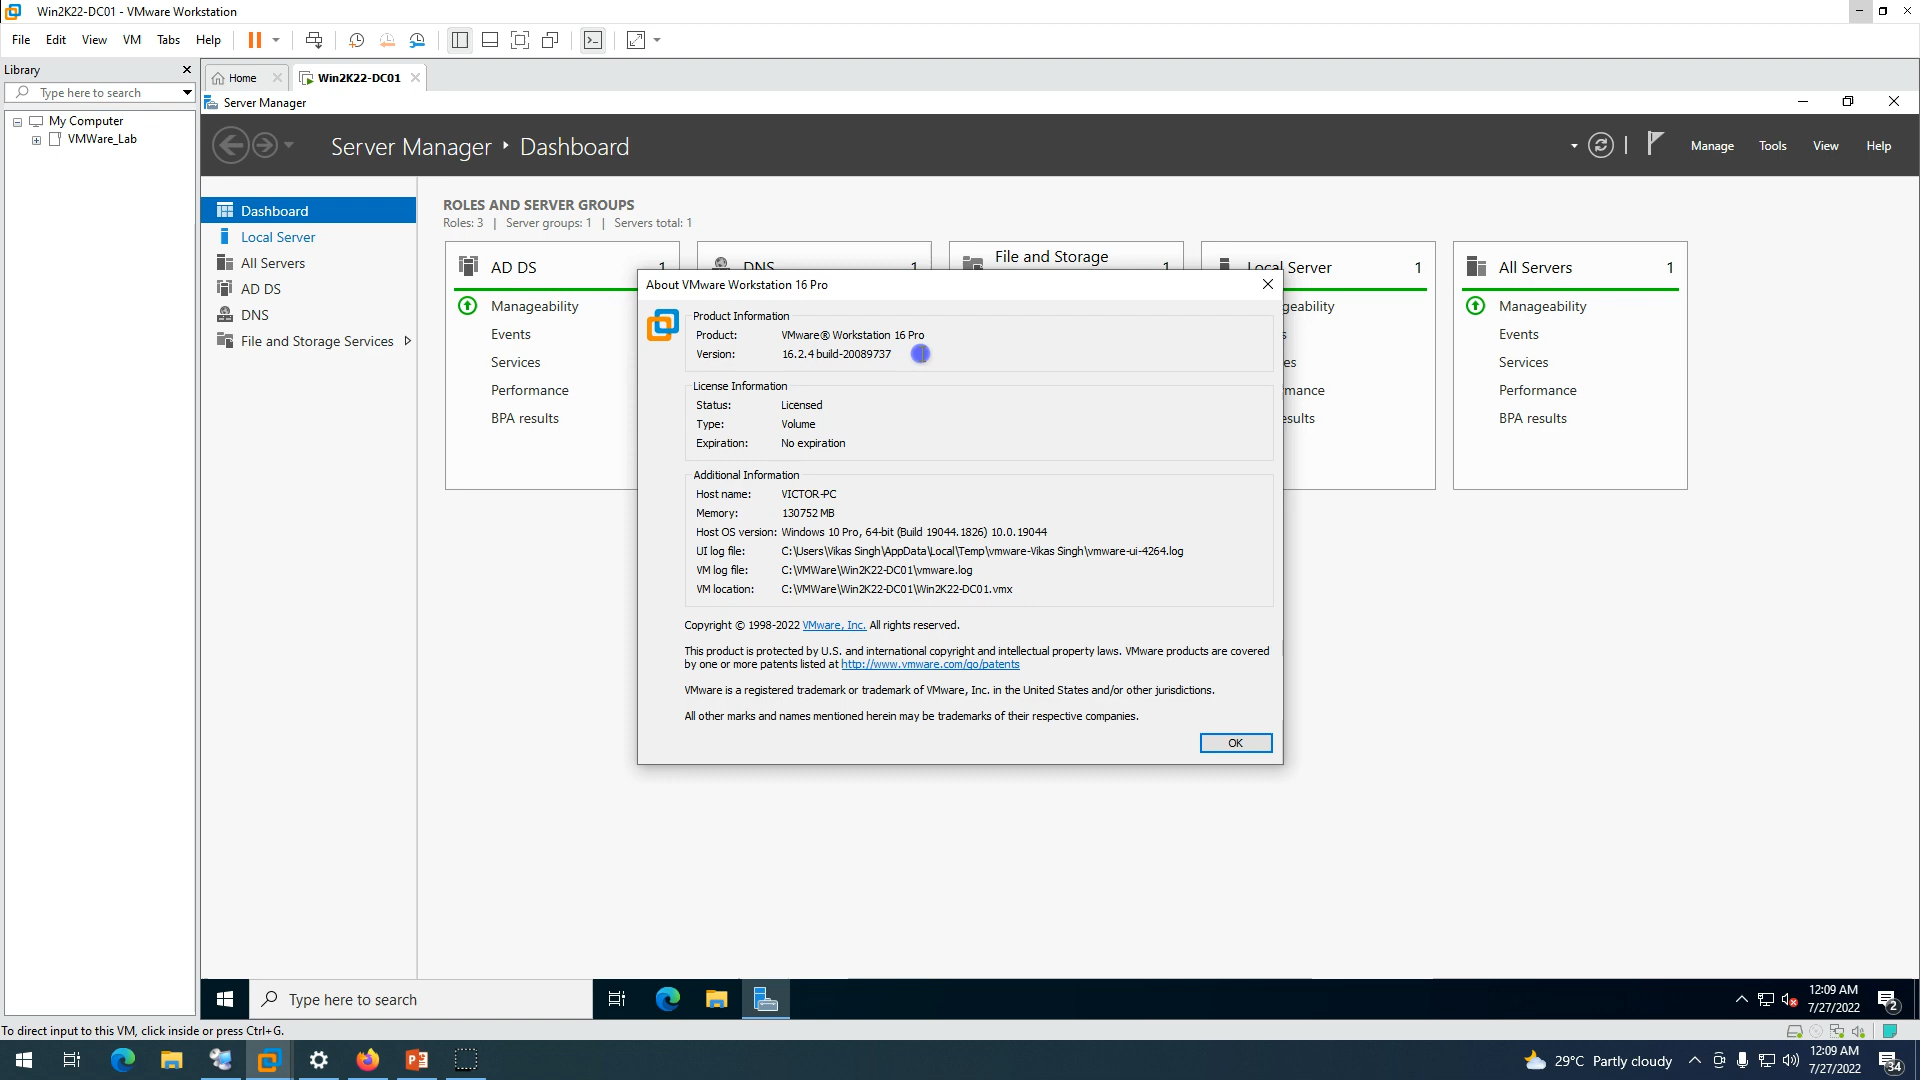 Win2K22-DC01 - VMware Workstation
File Edit View VM Tabs Help
Library
Home
Win2K22-DC01
Type here to search
Server Manager
My Computer
VMWare_Lab
Server Manager
Dashboard
Manage
Tools
View
Help
Dashboard
Local Server
All Servers
AD DS
DNS
File and Storage Services
ROLES AND SERVER GROUPS
Roles: 3 | Server groups: 1 | Servers total: 1
AD DS 1
Manageability
Events
Services
Performance
BPA results
DNS 1
File and Storage
1
Local Server 1
geability
s
es
mance
esults
All Servers 1
Manageability
Events
Services
Performance
BPA results
About VMware Workstation 16 Pro
Product Information
Product: VMware® Workstation 16 Pro
Version: 16.2.4 build-20089737
License Information
Status: Licensed
Type: Volume
Expiration: No expiration
Additional Information
Host name: VICTOR-PC
Memory: 130752 MB
Host OS version: Windows 10 Pro, 64-bit (Build 19044.1826) 10.0.19044
UI log file: C:\Users\Vikas Singh\AppData\Local\Temp\vmware-Vikas Singh\vmware-ui-4264.log
VM log file: C:\VMWare\Win2K22-DC01\vmware.log
VM location: C:\VMWare\Win2K22-DC01\Win2K22-DC01.vmx
Copyright © 1998-2022 VMware, Inc. All rights reserved.
This product is protected by U.S. and international copyright and intellectual property laws. VMware products are covered
by one or more patents listed at http://www.vmware.com/go/patents
VMware is a registered trademark or trademark of VMware, Inc. in the United States and/or other jurisdictions.
All other marks and names mentioned herein may be trademarks of their respective companies.
OK
Type here to search
12:09 AM
7/27/2022
2
To direct input to this VM, click inside or press Ctrl+G.
29°C Partly cloudy
12:09 AM
7/27/2022
34